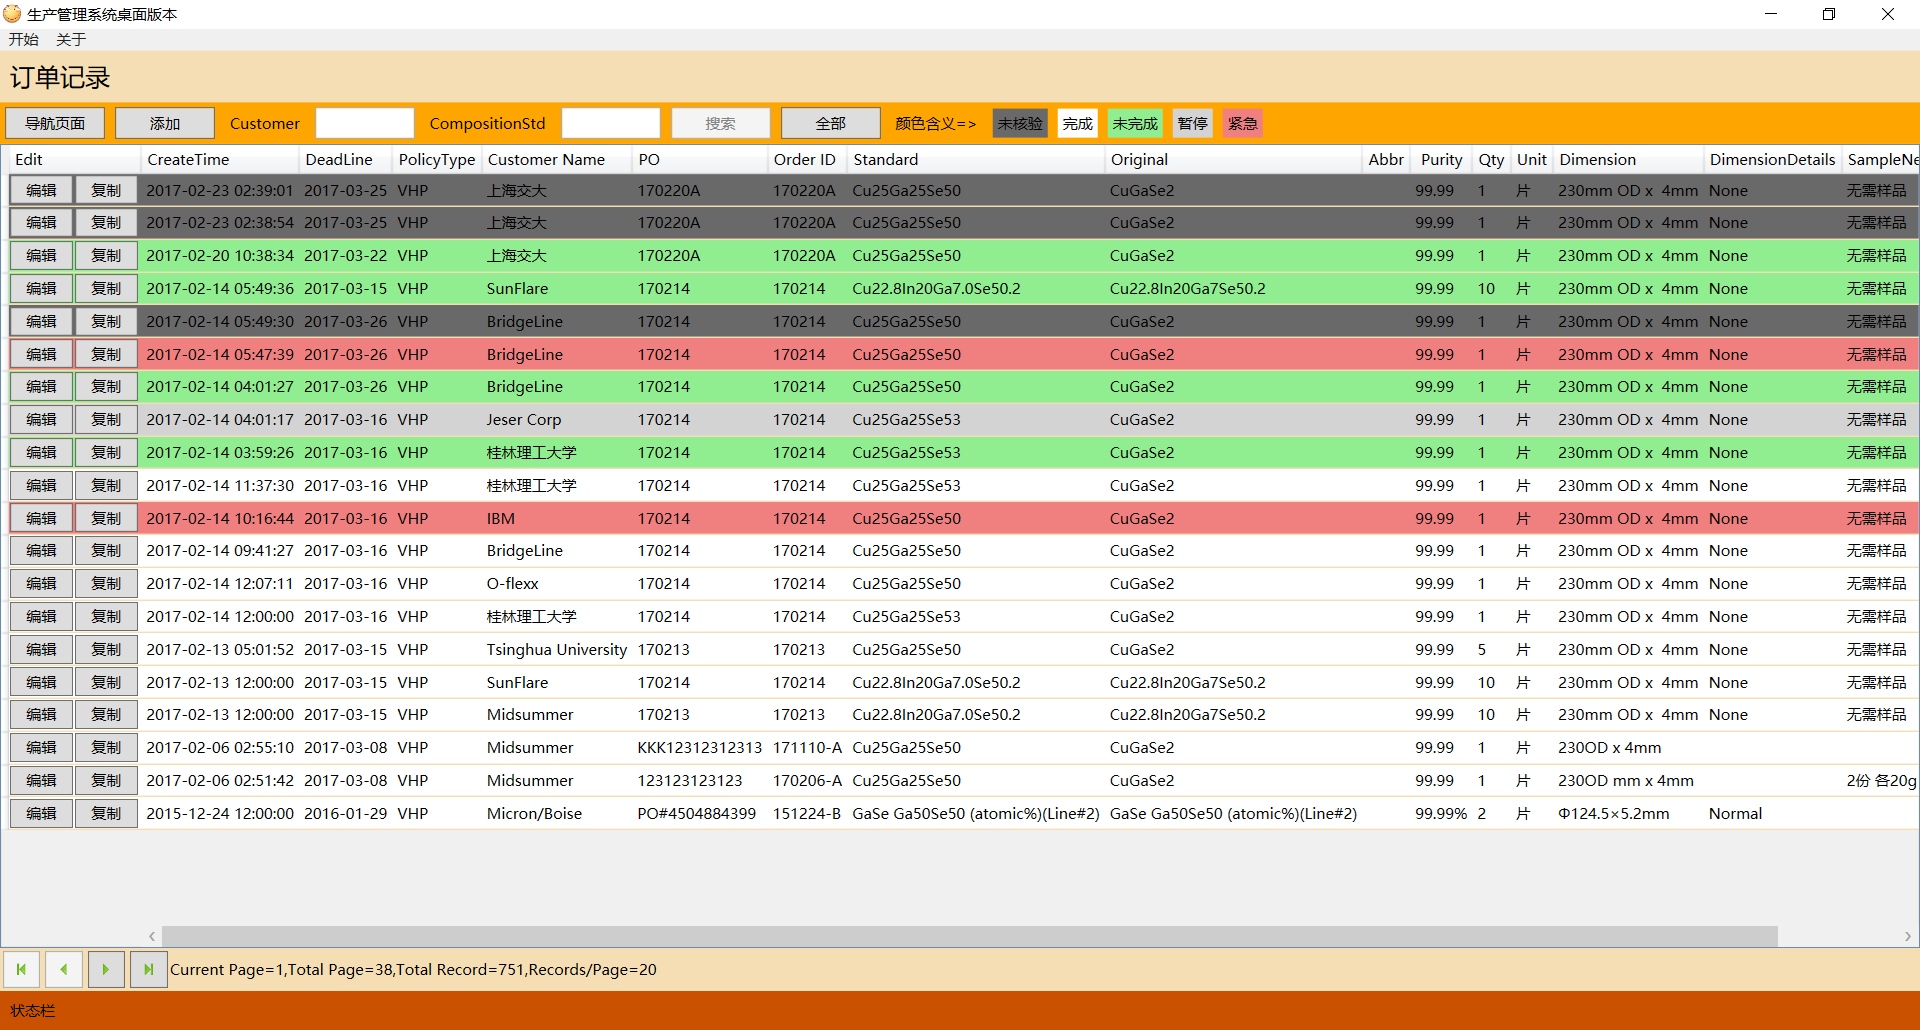 生产管理系统桌面版本
开始 关于
订单记录
导航页面 添加 Customer CompositionStd 搜索 全部 颜色含义=> 未核验 完成 未完成 暂停 紧急
Edit CreateTime DeadLine PolicyType Customer Name PO Order ID Standard Original Abbr Purity Qty Unit Dimension DimensionDetails SampleNe
编辑 复制 2017-02-23 02:39:01 2017-03-25 VHP 上海交大 170220A 170220A Cu25Ga25Se50 CuGaSe2 99.99 1 片 230mm OD x 4mm None 无需样品
编辑 复制 2017-02-23 02:38:54 2017-03-25 VHP 上海交大 170220A 170220A Cu25Ga25Se50 CuGaSe2 99.99 1 片 230mm OD x 4mm None 无需样品
编辑 复制 2017-02-20 10:38:34 2017-03-22 VHP 上海交大 170220A 170220A Cu25Ga25Se50 CuGaSe2 99.99 1 片 230mm OD x 4mm None 无需样品
编辑 复制 2017-02-14 05:49:36 2017-03-15 VHP SunFlare 170214 170214 Cu22.8In20Ga7.0Se50.2 Cu22.8In20Ga7Se50.2 99.99 10 片 230mm OD x 4mm None 无需样品
编辑 复制 2017-02-14 05:49:30 2017-03-26 VHP BridgeLine 170214 170214 Cu25Ga25Se50 CuGaSe2 99.99 1 片 230mm OD x 4mm None 无需样品
编辑 复制 2017-02-14 05:47:39 2017-03-26 VHP BridgeLine 170214 170214 Cu25Ga25Se50 CuGaSe2 99.99 1 片 230mm OD x 4mm None 无需样品
编辑 复制 2017-02-14 04:01:27 2017-03-26 VHP BridgeLine 170214 170214 Cu25Ga25Se50 CuGaSe2 99.99 1 片 230mm OD x 4mm None 无需样品
编辑 复制 2017-02-14 04:01:17 2017-03-16 VHP Jeser Corp 170214 170214 Cu25Ga25Se53 CuGaSe2 99.99 1 片 230mm OD x 4mm None 无需样品
编辑 复制 2017-02-14 03:59:26 2017-03-16 VHP 桂林理工大学 170214 170214 Cu25Ga25Se53 CuGaSe2 99.99 1 片 230mm OD x 4mm None 无需样品
编辑 复制 2017-02-14 11:37:30 2017-03-16 VHP 桂林理工大学 170214 170214 Cu25Ga25Se53 CuGaSe2 99.99 1 片 230mm OD x 4mm None 无需样品
编辑 复制 2017-02-14 10:16:44 2017-03-16 VHP IBM 170214 170214 Cu25Ga25Se50 CuGaSe2 99.99 1 片 230mm OD x 4mm None 无需样品
编辑 复制 2017-02-14 09:41:27 2017-03-16 VHP BridgeLine 170214 170214 Cu25Ga25Se50 CuGaSe2 99.99 1 片 230mm OD x 4mm None 无需样品
编辑 复制 2017-02-14 12:07:11 2017-03-16 VHP O-flexx 170214 170214 Cu25Ga25Se50 CuGaSe2 99.99 1 片 230mm OD x 4mm None 无需样品
编辑 复制 2017-02-14 12:00:00 2017-03-16 VHP 桂林理工大学 170214 170214 Cu25Ga25Se53 CuGaSe2 99.99 1 片 230mm OD x 4mm None 无需样品
编辑 复制 2017-02-13 05:01:52 2017-03-15 VHP Tsinghua University 170213 170213 Cu25Ga25Se50 CuGaSe2 99.99 5 片 230mm OD x 4mm None 无需样品
编辑 复制 2017-02-13 12:00:00 2017-03-15 VHP SunFlare 170214 170214 Cu22.8In20Ga7.0Se50.2 Cu22.8In20Ga7Se50.2 99.99 10 片 230mm OD x 4mm None 无需样品
编辑 复制 2017-02-13 12:00:00 2017-03-15 VHP Midsummer 170213 170213 Cu22.8In20Ga7.0Se50.2 Cu22.8In20Ga7Se50.2 99.99 10 片 230mm OD x 4mm None 无需样品
编辑 复制 2017-02-06 02:55:10 2017-03-08 VHP Midsummer KKK12312312313 171110-A Cu25Ga25Se50 CuGaSe2 99.99 1 片 230OD x 4mm
编辑 复制 2017-02-06 02:51:42 2017-03-08 VHP Midsummer 123123123123 170206-A Cu25Ga25Se50 CuGaSe2 99.99 1 片 230OD mm x 4mm 2份 各20g
编辑 复制 2015-12-24 12:00:00 2016-01-29 VHP Micron/Boise PO#4504884399 151224-B GaSe Ga50Se50 (atomic%)(Line#2) GaSe Ga50Se50 (atomic%)(Line#2) 99.99% 2 片 Φ124.5×5.2mm Normal
Current Page=1,Total Page=38,Total Record=751,Records/Page=20
状态栏